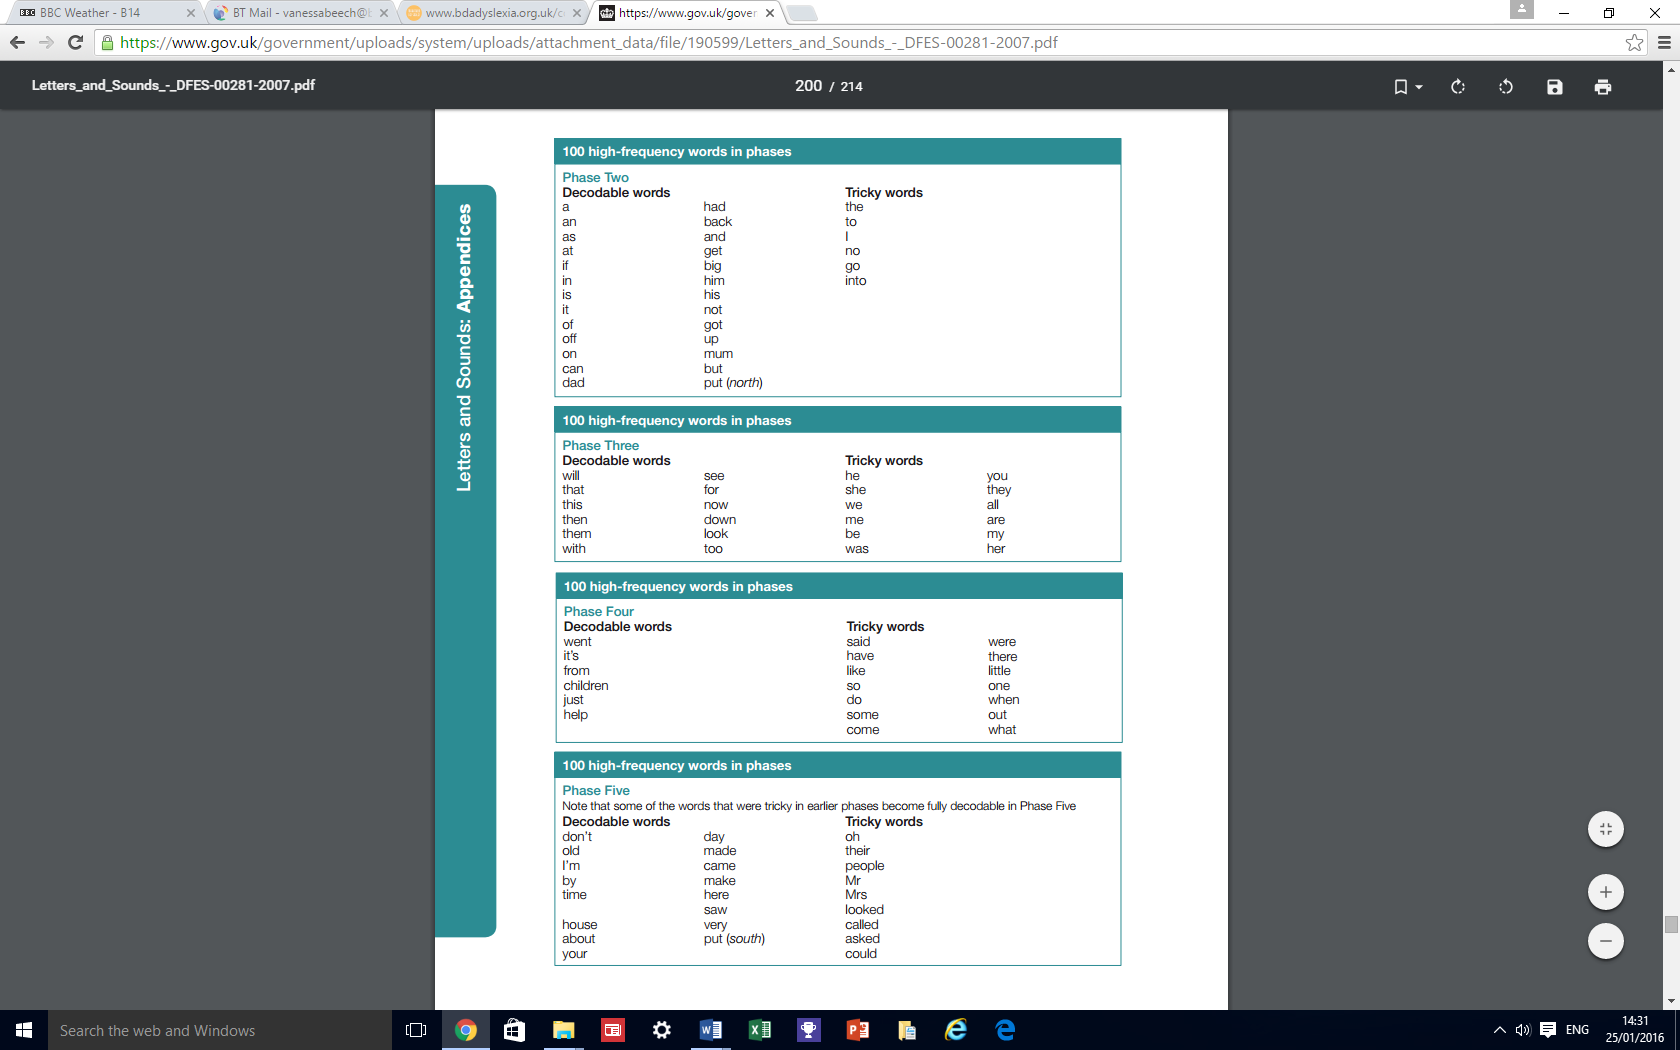 BBC Weather - B14
BT Mail - vanessabeech@
www.bdadyslexia.org.uk/
https://www.gov.uk/gover
https://www.gov.uk/government/uploads/system/uploads/attachment_data/file/190599/Letters_and_Sounds_-_DFES-00281-2007.pdf
Letters_and_Sounds_-_DFES-00281-2007.pdf
200 / 214
Letters and Sounds: Appendices
100 high-frequency words in phases
Phase Two
Decodable words Tricky words
a had the
an back to
as and I
at get no
if big go
in him into
is his
it not
of got
off up
on mum
can but
dad put (north)
100 high-frequency words in phases
Phase Three
Decodable words Tricky words
will see he you
that for she they
this now we all
then down me are
them look be my
with too was her
100 high-frequency words in phases
Phase Four
Decodable words Tricky words
went said were
it's have there
from like little
children so one
just do when
help some out
come what
100 high-frequency words in phases
Phase Five
Note that some of the words that were tricky in earlier phases become fully decodable in Phase Five
Decodable words Tricky words
don't day oh
old made their
I'm came people
by make Mr
time here Mrs
saw looked
house very called
about put (south) asked
your could
Search the web and Windows
ENG
14:31
25/01/2016